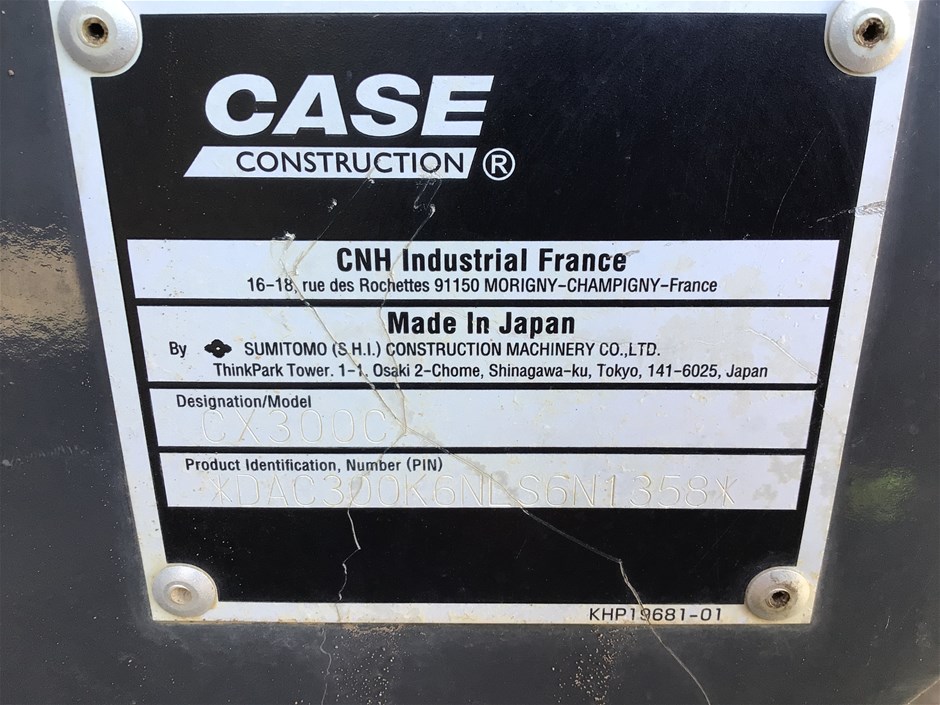 CASE
CONSTRUCTION ®
CNH Industrial France
16-18, rue des Rochettes 91150 MORIGNY-CHAMPIGNY-France
Made In Japan
By SUMITOMO (S.H.I.) CONSTRUCTION MACHINERY CO.,LTD.
ThinkPark Tower. 1-1, Osaki 2-Chome, Shinagawa-ku, Tokyo, 141-6025, Japan
Designation/Model
CX300C
Product Identification, Number (PIN)
*DAC300K6NLS6N1358*
KHP19681-01